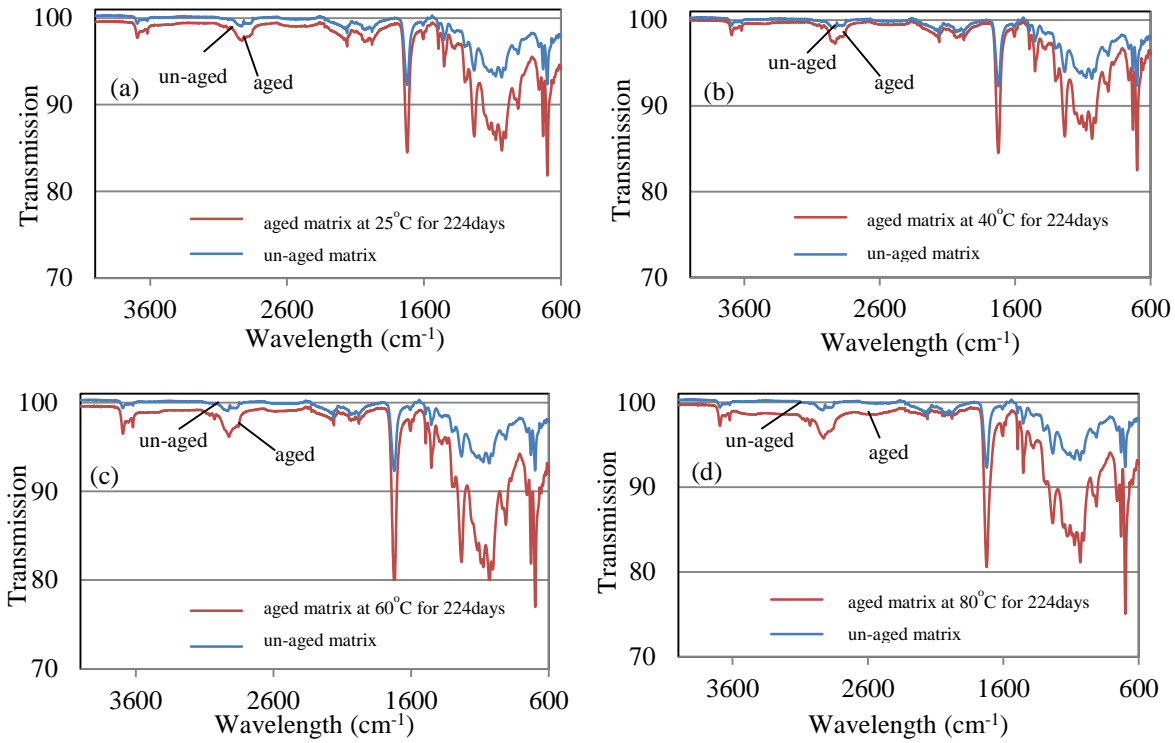 100
90
80
70
Transmission
(a)
un-aged
aged
aged matrix at 25°C for 224days
un-aged matrix
3600 2600 1600 600
Wavelength (cm⁻¹)
100
90
80
70
Transmission
(b)
un-aged
aged
aged matrix at 40°C for 224days
un-aged matrix
3600 2600 1600 600
Wavelength (cm⁻¹)
100
90
80
70
Transmission
(c)
un-aged
aged
aged matrix at 60°C for 224days
un-aged matrix
3600 2600 1600 600
Wavelength (cm⁻¹)
100
90
80
70
Transmission
(d)
un-aged
aged
aged matrix at 80°C for 224days
un-aged matrix
3600 2600 1600 600
Wavelength (cm⁻¹)